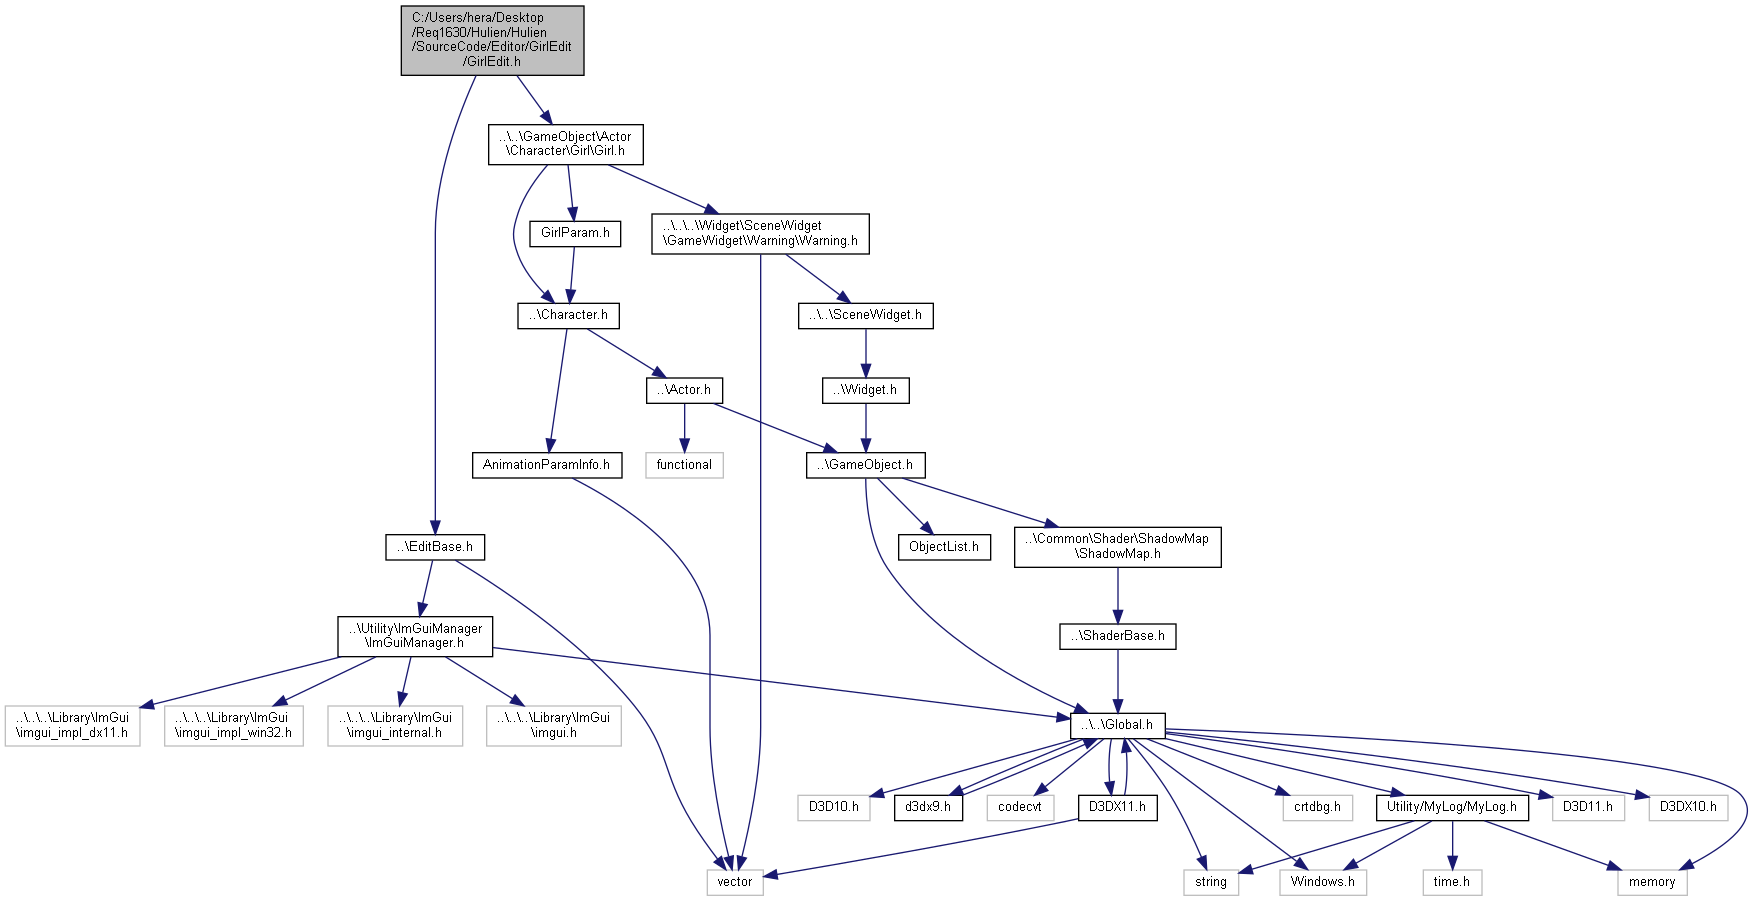 C:/Users/hera/Desktop
/Req1630/Hulien/Hulien
/SourceCode/Editor/GirlEdit
/GirlEdit.h
..\..\GameObject\Actor
\Character\Girl\Girl.h
GirlParam.h
..\..\..\Widget\SceneWidget
\GameWidget\Warning\Warning.h
..\Character.h
..\..\SceneWidget.h
..\Actor.h
..\Widget.h
AnimationParamInfo.h
functional
..\GameObject.h
..\EditBase.h
ObjectList.h
..\Common\Shader\ShadowMap
\ShadowMap.h
..\Utility\ImGuiManager
\ImGuiManager.h
..\ShaderBase.h
..\..\..\Library\ImGui
\imgui_impl_dx11.h
..\..\..\Library\ImGui
\imgui_impl_win32.h
..\..\..\Library\ImGui
\imgui_internal.h
..\..\..\Library\ImGui
\imgui.h
..\..\Global.h
D3D10.h
d3dx9.h
codecvt
D3DX11.h
crtdbg.h
Utility/MyLog/MyLog.h
D3D11.h
D3DX10.h
vector
string
Windows.h
time.h
memory